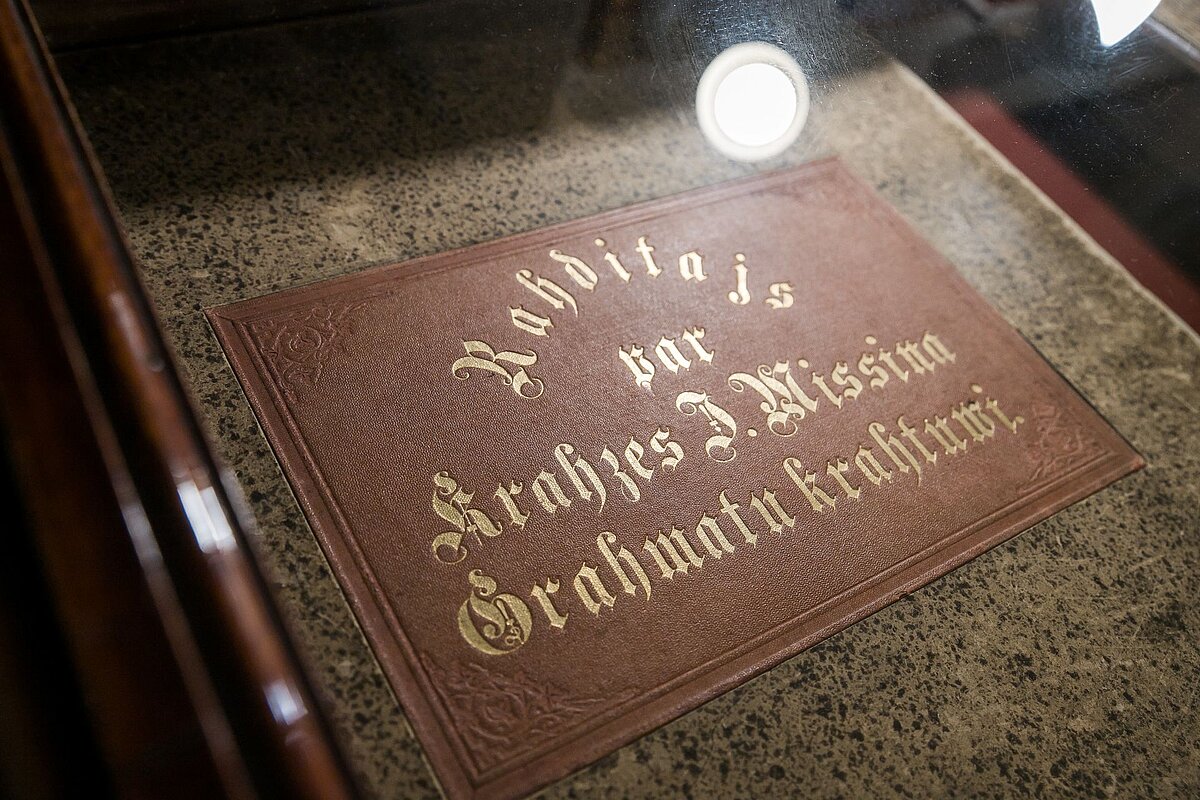 Rahditajs
par
Krahzes J. Missina
Grahmatu krahtuwi.